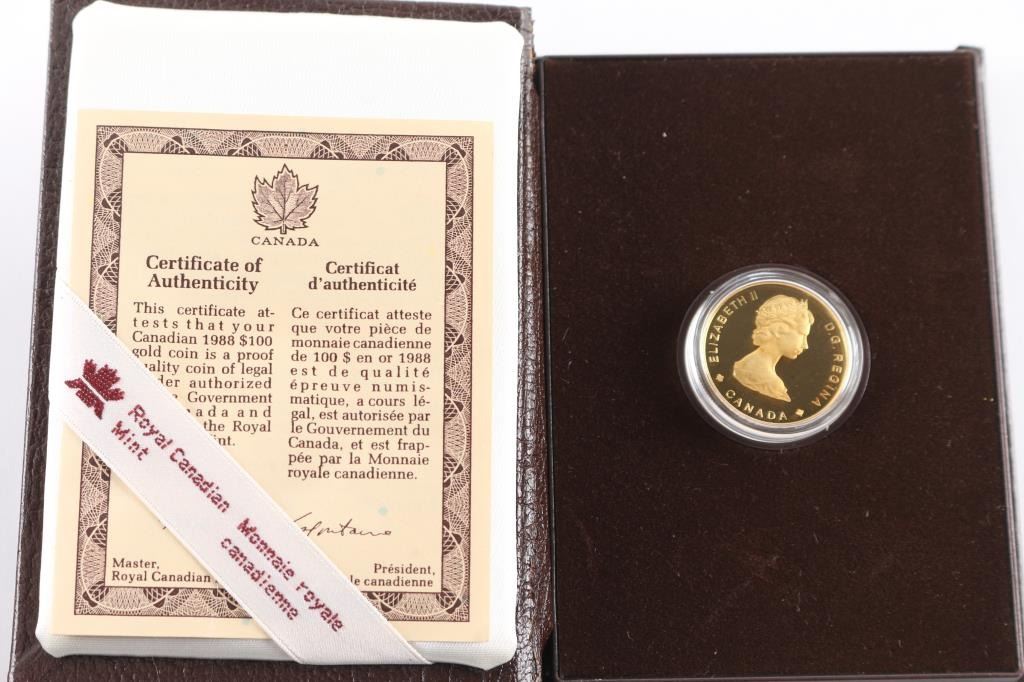 CANADA
Certificate of
Authenticity
This certificate at-
tests that your
Canadian 1988 $100
gold coin is a proof
uality coin of legal
der authorized
Government
ada and
the Royal
int.
Certificat
d'authenticité
Ce certificat atteste
que votre pièce de
monnaie canadienne
de 100 $ en or 1988
est de qualité
épreuve numis-
matique, a cours lé-
gal, est autorisée par
le Gouvernement du
Canada, et est frap-
pée par la Monnaie
royale canadienne.
Master,
Royal Canadian
Président,
le canadienne
Royal Canadian
Mint
Monnaie royale
canadienne
ELIZABETH II D.G. REGINA
CANADA